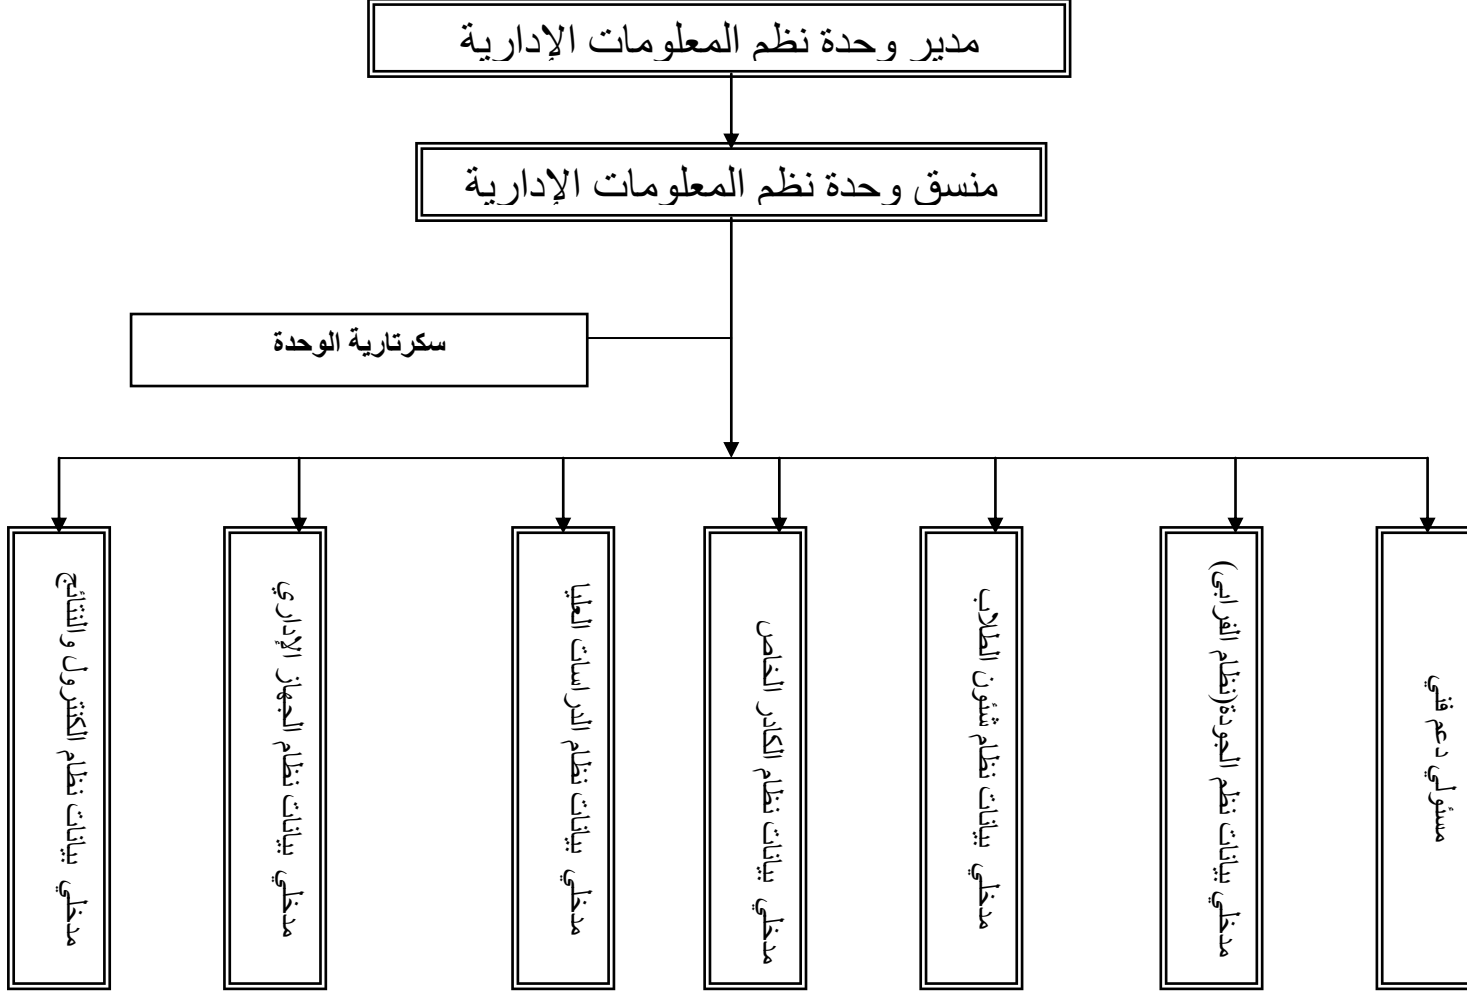 مدير وحدة نظم المعلومات الإدارية
منسق وحدة نظم المعلومات الإدارية
سكرتارية الوحدة
مسئولي دعم فني
مدخلي بيانات نظم الجودة(نظام الفرابى)
مدخلي بيانات نظام شئون الطلاب
مدخلي بيانات نظام الكادر الخاص
مدخلي بيانات نظام الدراسات العليا
مدخلي بيانات نظام الجهاز الإداري
مدخلي بيانات نظام الكنترول والنتائج